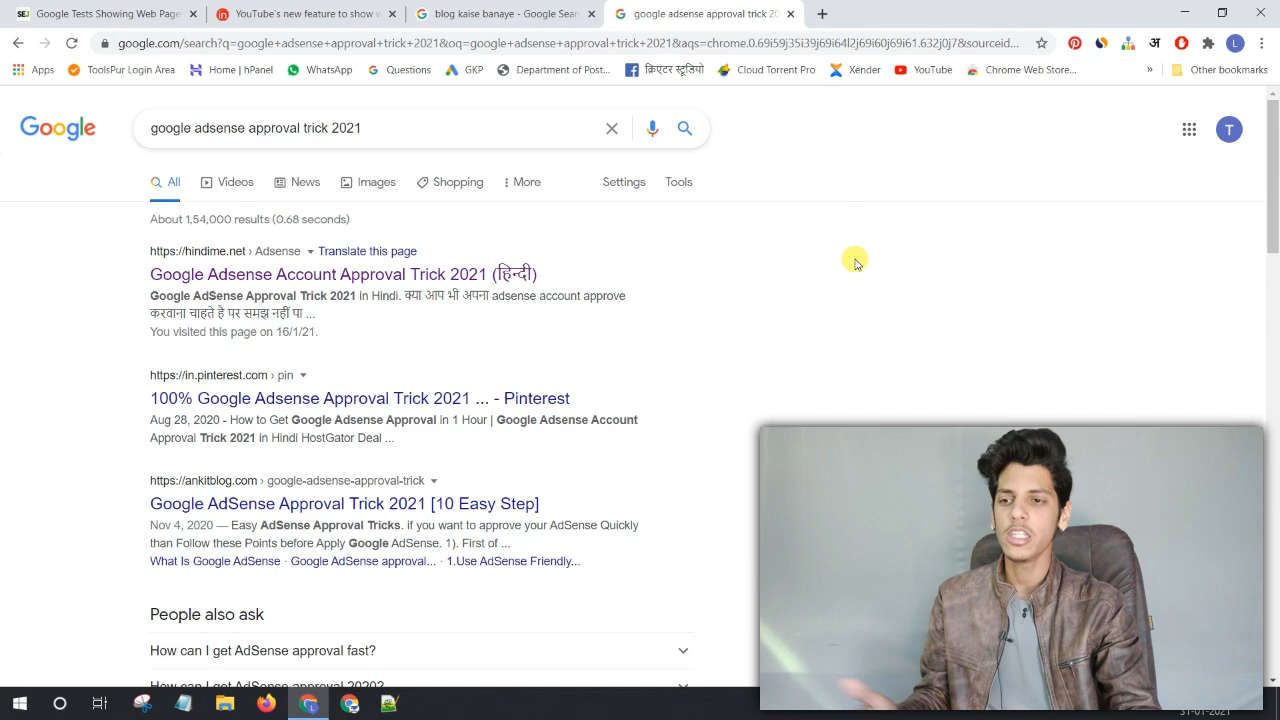 SEJ Google Tests Showing Web Page
YouTube's new feature to show v
blog kaise banaye - Google Sear
google adsense approval trick 20
google.com/search?q=google+adsense+approval+trick+2021&oq=google+adsense+approval+trick+2021&aqs=chrome.0.69i59j35i39j69i64l2j69i60j69i61.632j0j7&sourceid...
अ
L
Apps
ToolsPur Login Area
Home | hPanel
WhatsApp
Questions
GKP
Department of Post...
क्रिएटर स्टूडियो
Cloud Torrent Pro
Xender
YouTube
Chrome Web Store...
» Other bookmarks
Google
google adsense approval trick 2021
T
All Videos News Images Shopping More Settings Tools
About 1,54,000 results (0.68 seconds)
https://hindime.net › Adsense Translate this page
Google Adsense Account Approval Trick 2021 (हिन्दी)
Google AdSense Approval Trick 2021 in Hindi. क्या आप भी अपना adsense account approve
करवाना चाहते है पर समझ नहीं पा ...
You visited this page on 16/1/21.
https://in.pinterest.com › pin
100% Google Adsense Approval Trick 2021 ... - Pinterest
Aug 28, 2020 - How to Get Google Adsense Approval in 1 Hour | Google Adsense Account
Approval Trick 2021 in Hindi HostGator Deal ...
https://ankitblog.com › google-adsense-approval-trick
Google AdSense Approval Trick 2021 [10 Easy Step]
Nov 4, 2020 — Easy AdSense Approval Tricks. if you want to approve your AdSense Quickly
than Follow these Points before Apply Google AdSense. 1). First of ...
What Is Google AdSense · Google AdSense approval... · 1.Use AdSense Friendly...
People also ask
How can I get AdSense approval fast?
How can I get AdSense approval 2020?
31-01-2021